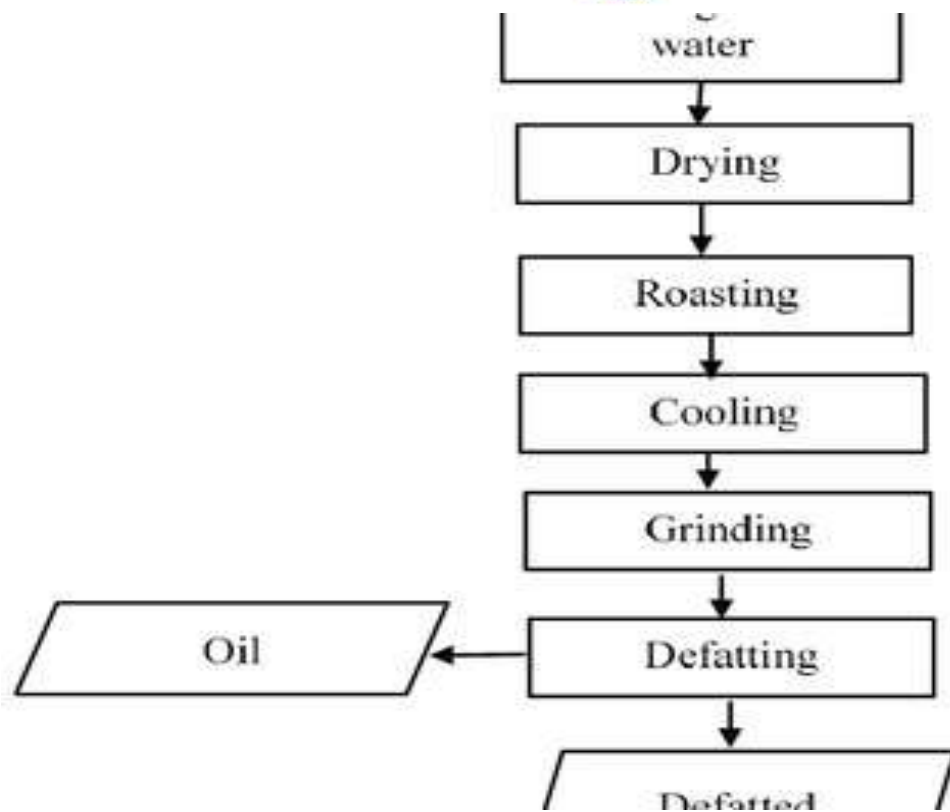 water
Drying
Roasting
Cooling
Grinding
Oil
Defatting
Defatted